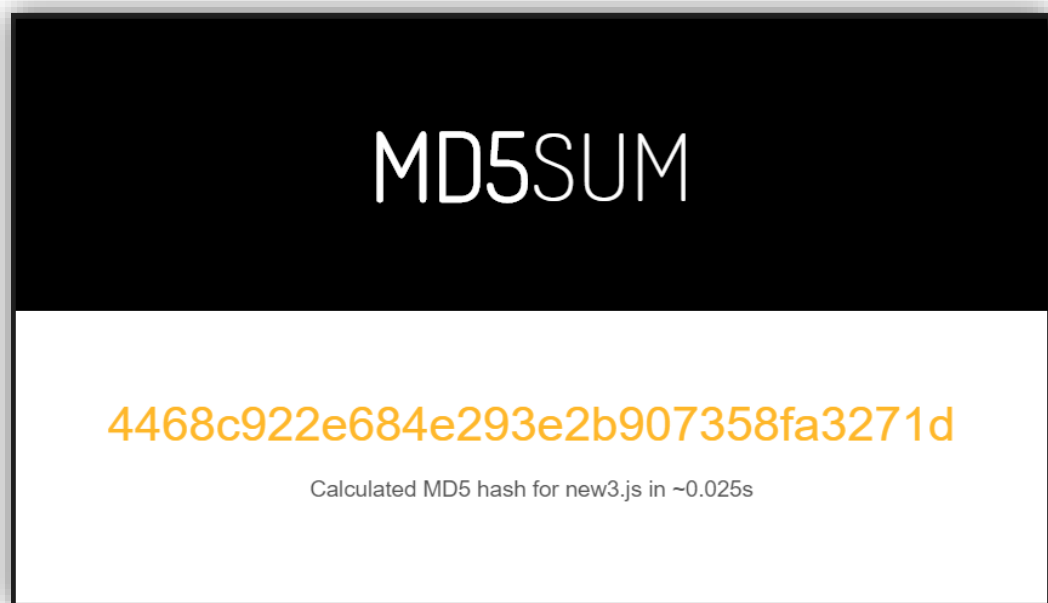 MD5SUM
4468c922e684e293e2b907358fa3271d
Calculated MD5 hash for new3.js in ~0.025s